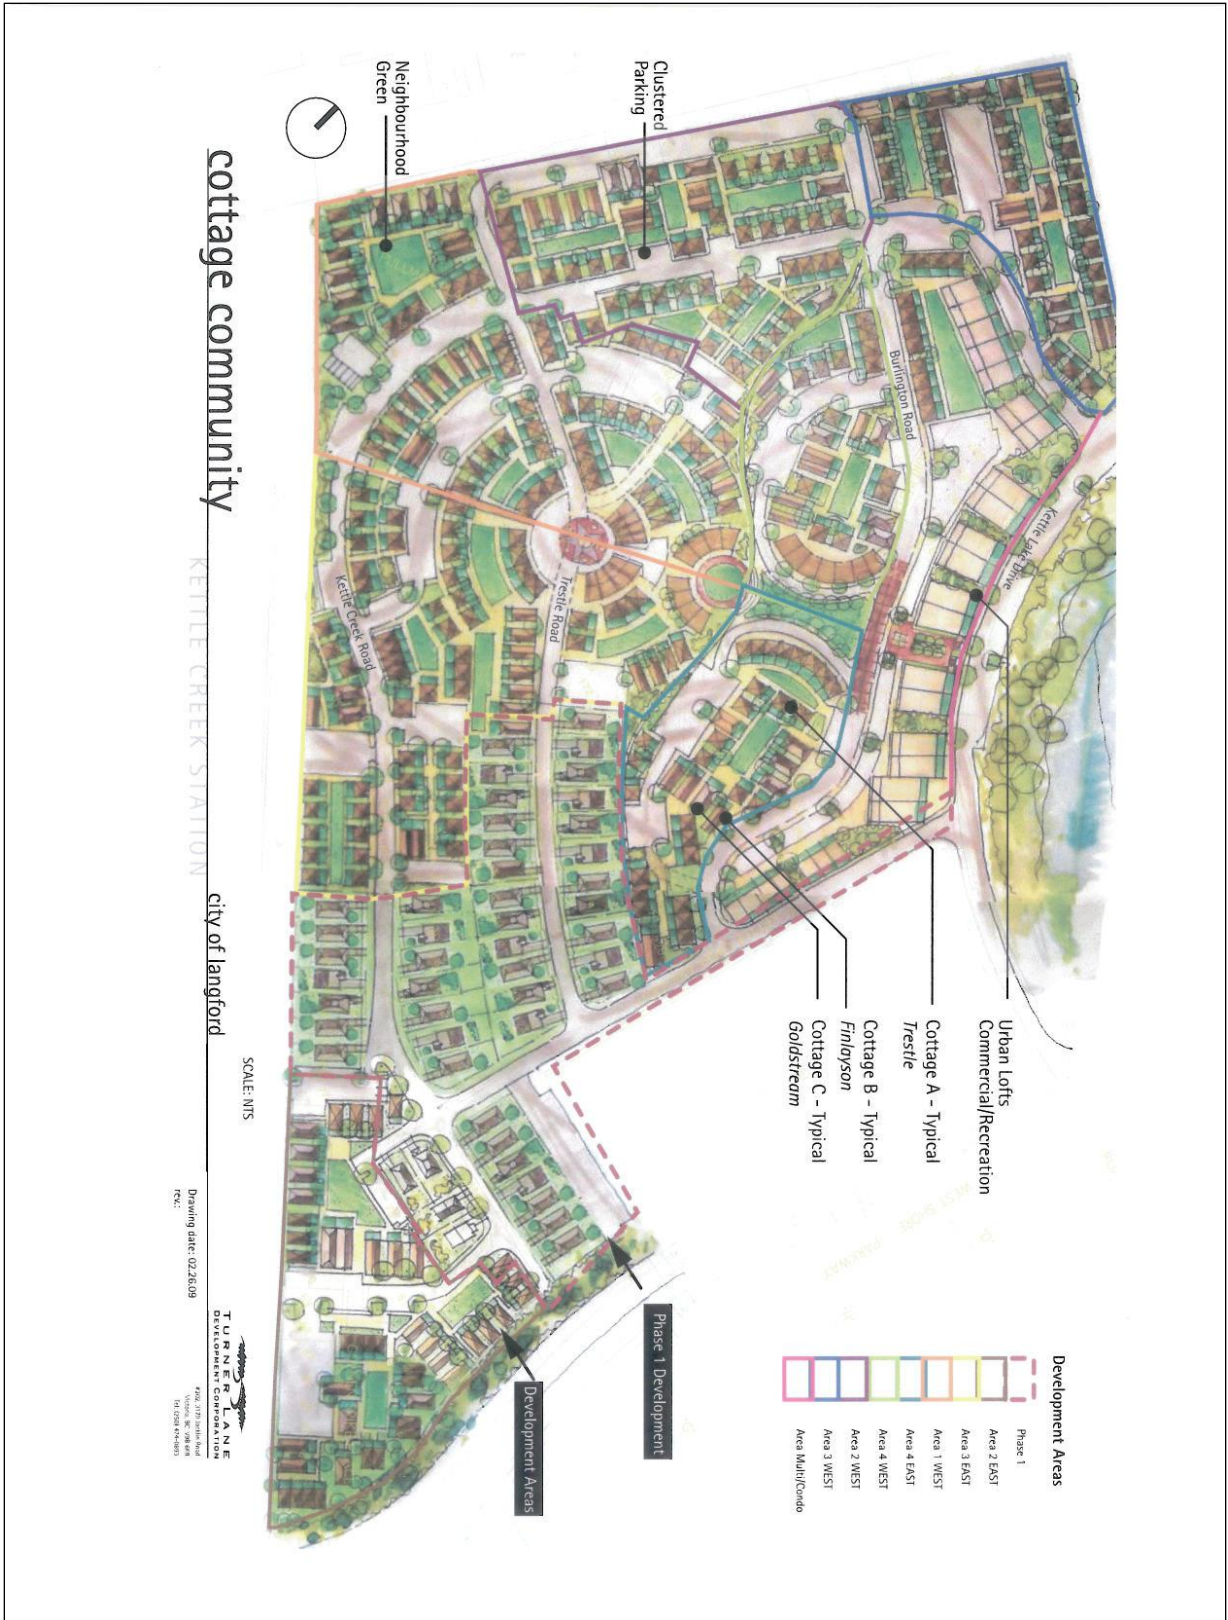 cottage community
KETTLE CREEK STATION
city of langford
SCALE: NTS
Drawing date: 02.26.09
rev.:
TURNER LANE
DEVELOPMENT CORPORATION
Neighbourhood
Green
Clustered
Parking
Burlington Road
Kettle Lake Drive
Trestle Road
Kettle Creek Road
Urban Lofts
Commercial/Recreation
Cottage A - Typical
Trestle
Cottage B - Typical
Finlayson
Cottage C - Typical
Goldstream
WEST SHORE PARKWAY
Phase 1 Development
Development Areas
Development Areas
Phase 1
Area 2 EAST
Area 3 EAST
Area 1 WEST
Area 4 EAST
Area 4 WEST
Area 2 WEST
Area 3 WEST
Area Multi/Condo